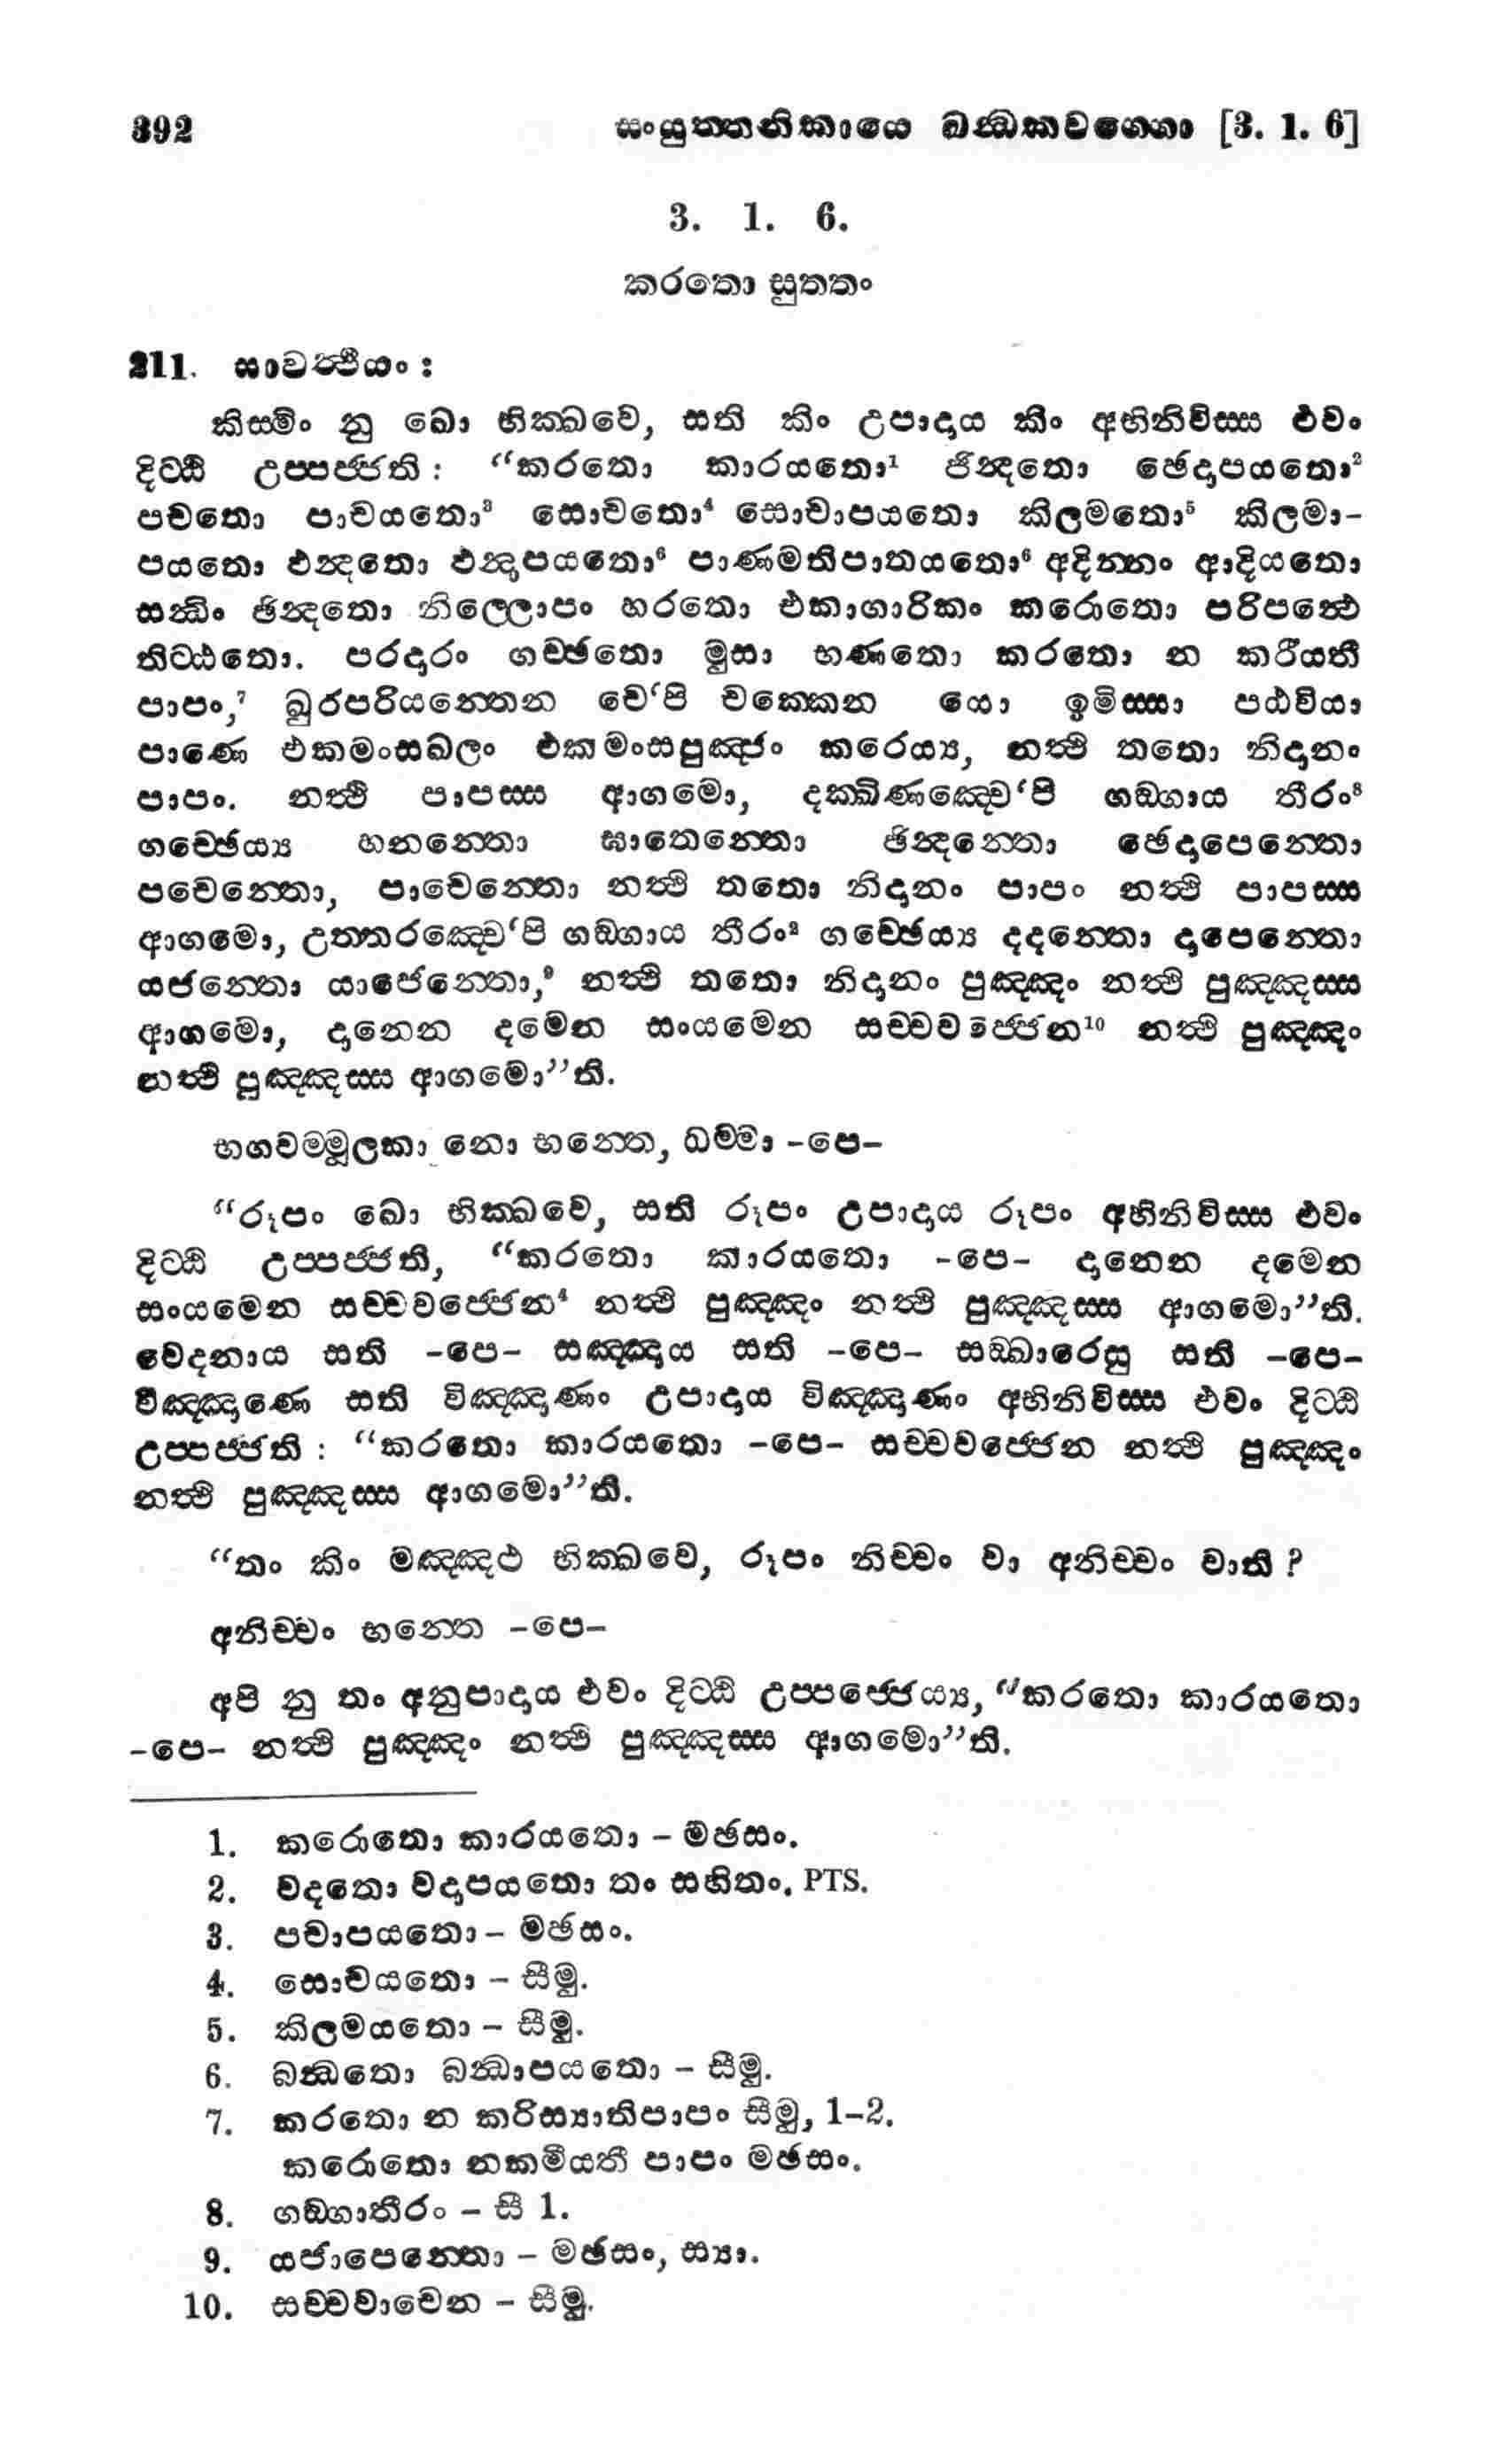 392 සංයුත්තනිකායෙ ඛන්ධකවග්ගො [3. 1. 6]
3. 1. 6.
කරතො සුත්තං
211. සාවත්ථියං :
කිස්මිං නු ඛො භික්ඛවෙ, සති කිං උපාදාය කිං අභිනිවිස්ස එවං
දිට්ඨි උප්පජ්ජති : “කරතො කාරයතො¹ ඡින්දතො ඡෙදාපයතො²
පචතො පාචයතො³ සොචතො⁴ සොචාපයතො කිලමතො⁵ කිලමා-
පයතො ඵන්දතො ඵන්දාපයතො⁶ පාණමතිපාතයතො⁶ අදින්නං ආදියතො
සන්ධිං ඡින්දතො නිල්ලොපං හරතො එකාගාරිකං කරොතො පරිපන්ථෙ
තිට්ඨතො. පරදාරං ගච්ඡතො මුසා භණතො කරතො න කරීයතී
පාපං,⁷ ඛුරපරියන්තෙන චෙ‘පි චක්කෙන යො ඉමිස්සා පඨවියා
පාණෙ එකමංසඛලං එකමංසපුඤ්ජං කරෙය්‍ය, නත්ථි තතො නිදානං
පාපං. නත්ථි පාපස්ස ආගමො, දක්ඛිණඤ්චෙ‘පි ගඞ්ගාය තීරං⁸
ගච්ඡෙය්‍ය හනන්තො ඝාතෙන්තො ඡින්දන්තො ඡෙදාපෙන්තො
පචෙන්තො, පාචෙන්තො නත්ථි තතො නිදානං පාපං නත්ථි පාපස්ස
ආගමො, උත්තරඤ්චෙ‘පි ගඞ්ගාය තීරං² ගච්ඡෙය්‍ය දදන්තො දාපෙන්තො
යජන්තො යාජෙන්තො,⁹ නත්ථි තතො නිදානං පුඤ්ඤං නත්ථි පුඤ්ඤස්ස
ආගමො, දානෙන දමෙන සංයමෙන සච්චවජ්ජෙන¹⁰ නත්ථි පුඤ්ඤං
නත්ථි පුඤ්ඤස්ස ආගමො”ති.
භගවම්මූලකා නො භන්තෙ, ධම්මා -පෙ-
“රූපං ඛො භික්ඛවෙ, සති රූපං උපාදාය රූපං අභිනිවිස්ස එවං
දිට්ඨි උප්පජ්ජති, “කරතො කාරයතො -පෙ- දානෙන දමෙන
සංයමෙන සච්චවජ්ජෙන⁴ නත්ථි පුඤ්ඤං නත්ථි පුඤ්ඤස්ස ආගමො”ති.
වෙදනාය සති -පෙ- සඤ්ඤාය සති -පෙ- සඞ්ඛාරෙසු සති -පෙ-
විඤ්ඤාණෙ සති විඤ්ඤාණං උපාදාය විඤ්ඤාණං අභිනිවිස්ස එවං දිට්ඨි
උප්පජ්ජති : “කරතො කාරයතො -පෙ- සච්චවජ්ජෙන නත්ථි පුඤ්ඤං
නත්ථි පුඤ්ඤස්ස ආගමො”ති.
“තං කිං මඤ්ඤථ භික්ඛවෙ, රූපං නිච්චං වා අනිච්චං වාති ?
අනිච්චං භන්තෙ -පෙ-
අපි නු තං අනුපාදාය එවං දිට්ඨි උප්පජ්ජෙය්‍ය, “කරතො කාරයතො
-පෙ- නත්ථි පුඤ්ඤං නත්ථි පුඤ්ඤස්ස ආගමො”ති.
1. කරොතො කාරයතො – මඡසං.
2. වදතො වදාපයතො තං සහිතං. PTS.
3. පචාපයතො – මඡසං.
4. සොචයතො – සීමු.
5. කිලමයතො – සීමු.
6. බන්ධතො බන්ධාපයතො – සීමු.
7. කරතො න කරිස්‍යාතිපාපං සීමු, 1–2.
කරොතො නකමීයතී පාපං මඡසං.
8. ගඞ්ගාතීරං – සී 1.
9. යජාපෙන්තො – මඡසං, ස්‍යා.
10. සච්චවාචෙන – සීමු.